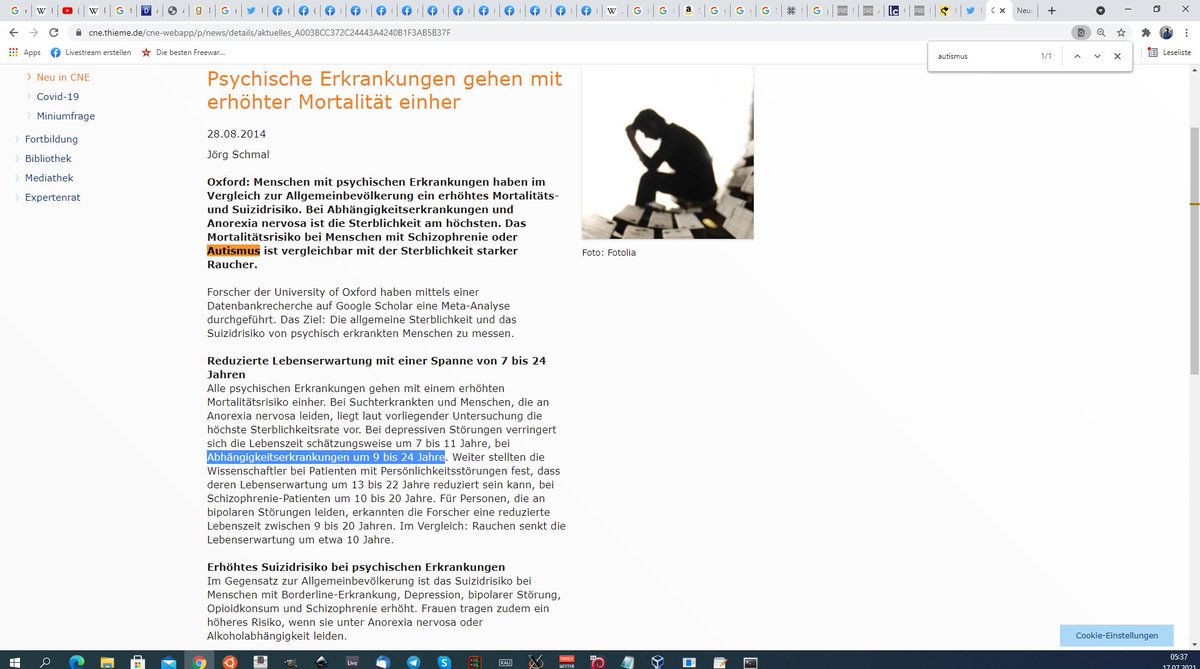 cne.thieme.de/cne-webapp/p/news/details/aktuelles_A003BCC372C24443A4240B1F3AB5B37F
Apps
Livestream erstellen
Die besten Freewar...
Leseliste
autismus
1/1
Neu in CNE
Covid-19
Miniumfrage
Fortbildung
Bibliothek
Mediathek
Expertenrat
Psychische Erkrankungen gehen mit
erhöhter Mortalität einher
28.08.2014
Jörg Schmal
Oxford: Menschen mit psychischen Erkrankungen haben im
Vergleich zur Allgemeinbevölkerung ein erhöhtes Mortalitäts-
und Suizidrisiko. Bei Abhängigkeitserkrankungen und
Anorexia nervosa ist die Sterblichkeit am höchsten. Das
Mortalitätsrisiko bei Menschen mit Schizophrenie oder
Autismus ist vergleichbar mit der Sterblichkeit starker
Raucher.
Foto: Fotolia
Forscher der University of Oxford haben mittels einer
Datenbankrecherche auf Google Scholar eine Meta-Analyse
durchgeführt. Das Ziel: Die allgemeine Sterblichkeit und das
Suizidrisiko von psychisch erkrankten Menschen zu messen.
Reduzierte Lebenserwartung mit einer Spanne von 7 bis 24
Jahren
Alle psychischen Erkrankungen gehen mit einem erhöhten
Mortalitätsrisiko einher. Bei Suchterkrankten und Menschen, die an
Anorexia nervosa leiden, liegt laut vorliegender Untersuchung die
höchste Sterblichkeitsrate vor. Bei depressiven Störungen verringert
sich die Lebenszeit schätzungsweise um 7 bis 11 Jahre, bei
Abhängigkeitserkrankungen um 9 bis 24 Jahre. Weiter stellten die
Wissenschaftler bei Patienten mit Persönlichkeitsstörungen fest, dass
deren Lebenserwartung um 13 bis 22 Jahre reduziert sein kann, bei
Schizophrenie-Patienten um 10 bis 20 Jahre. Für Personen, die an
bipolaren Störungen leiden, erkannten die Forscher eine reduzierte
Lebenszeit zwischen 9 bis 20 Jahren. Im Vergleich: Rauchen senkt die
Lebenserwartung um etwa 10 Jahre.
Erhöhtes Suizidrisiko bei psychischen Erkrankungen
Im Gegensatz zur Allgemeinbevölkerung ist das Suizidrisiko bei
Menschen mit Borderline-Erkrankung, Depression, bipolarer Störung,
Opioidkonsum und Schizophrenie erhöht. Frauen tragen zudem ein
höheres Risiko, wenn sie unter Anorexia nervosa oder
Alkoholabhängigkeit leiden.
Cookie-Einstellungen
05:37
17.07.2021